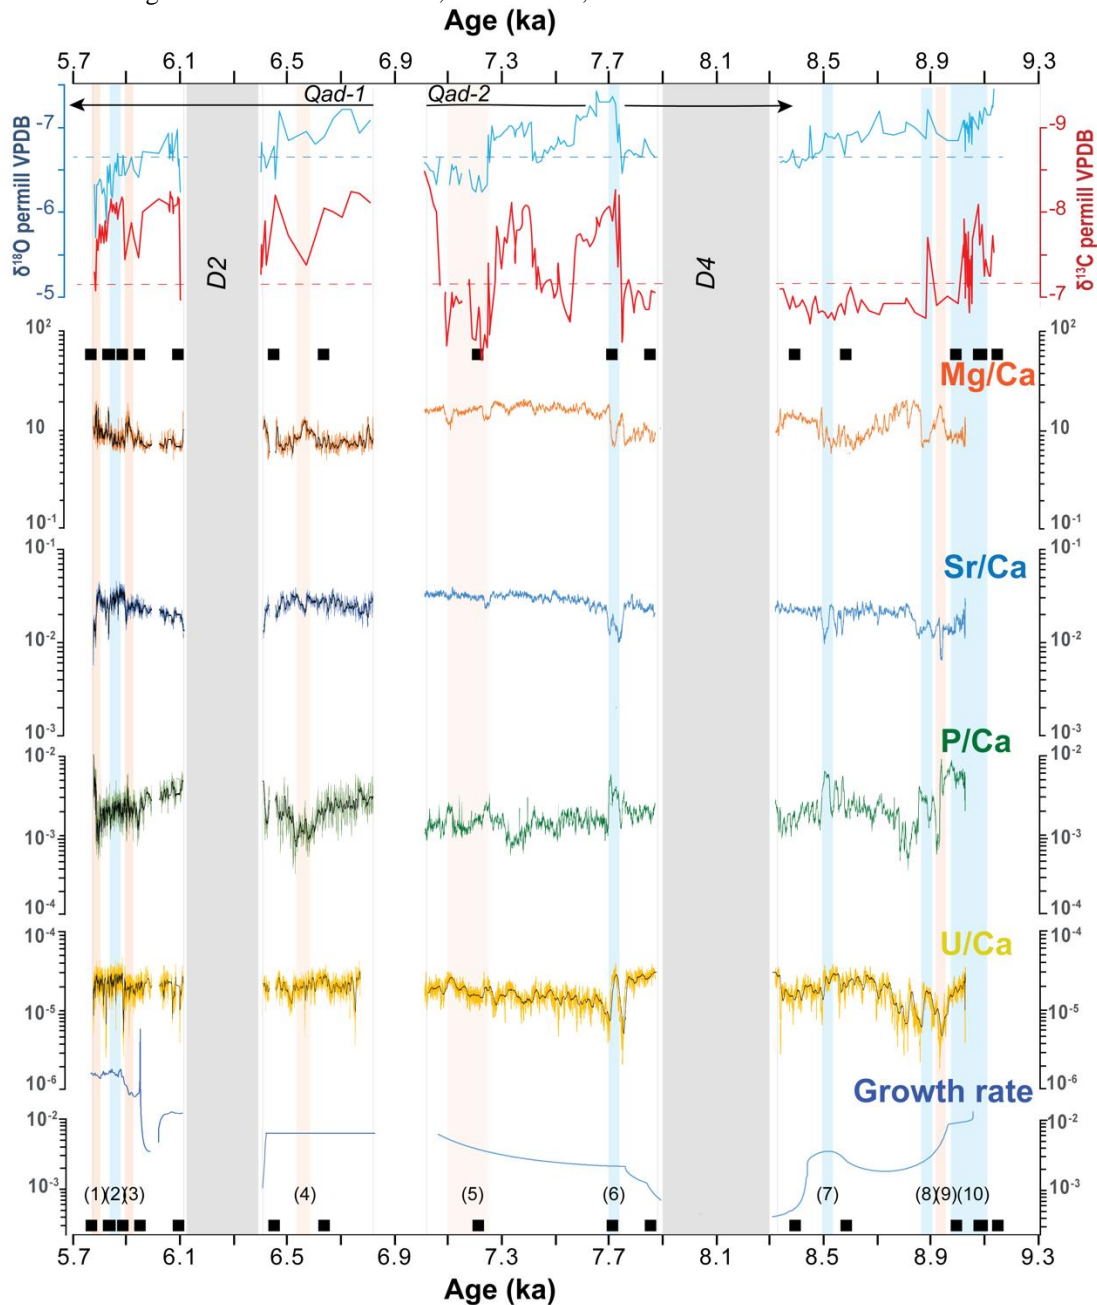 Age (ka)
5.7 6.1 6.5 6.9 7.3 7.7 8.1 8.5 8.9 9.3
Qad-1 Qad-2
-7
-6
-5
δ18O permill VPDB
-9
-8
-7
δ13C permill VPDB
D2
D4
10² 10²
Mg/Ca
10 10
10⁻¹ 10⁻¹
10⁻¹ 10⁻¹
Sr/Ca
10⁻² 10⁻²
10⁻³ 10⁻³
P/Ca
10⁻² 10⁻²
10⁻³ 10⁻³
10⁻⁴ 10⁻⁴
10⁻⁴ 10⁻⁴
U/Ca
10⁻⁵ 10⁻⁵
10⁻⁶ 10⁻⁶
Growth rate
10⁻² 10⁻²
10⁻³ 10⁻³
(1) (2) (3) (4) (5) (6) (7) (8) (9) (10)
5.7 6.1 6.5 6.9 7.3 7.7 8.1 8.5 8.9 9.3
Age (ka)